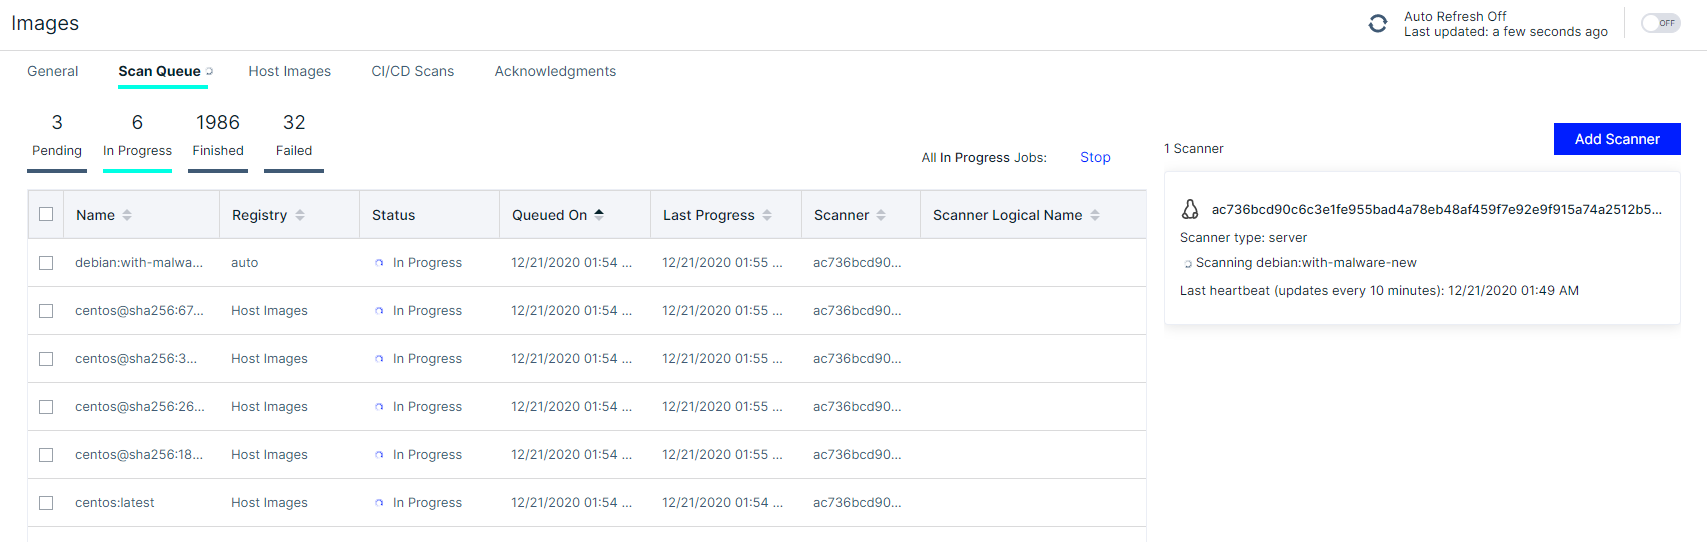 Images
Auto Refresh Off
Last updated: a few seconds ago
OFF
General Scan Queue Host Images CI/CD Scans Acknowledgments
3 6 1986 32
Pending In Progress Finished Failed
All In Progress Jobs: Stop
1 Scanner
Add Scanner
Name Registry Status Queued On Last Progress Scanner Scanner Logical Name
debian:with-malwa... auto In Progress 12/21/2020 01:54 ... 12/21/2020 01:55 ... ac736bcd90...
centos@sha256:67... Host Images In Progress 12/21/2020 01:54 ... 12/21/2020 01:55 ... ac736bcd90...
centos@sha256:3... Host Images In Progress 12/21/2020 01:54 ... 12/21/2020 01:55 ... ac736bcd90...
centos@sha256:26... Host Images In Progress 12/21/2020 01:54 ... 12/21/2020 01:55 ... ac736bcd90...
centos@sha256:18... Host Images In Progress 12/21/2020 01:54 ... 12/21/2020 01:55 ... ac736bcd90...
centos:latest Host Images In Progress 12/21/2020 01:54 ... 12/21/2020 01:54 ... ac736bcd90...
ac736bcd90c6c3e1fe955bad4a78eb48af459f7e92e9f915a74a2512b5...
Scanner type: server
Scanning debian:with-malware-new
Last heartbeat (updates every 10 minutes): 12/21/2020 01:49 AM